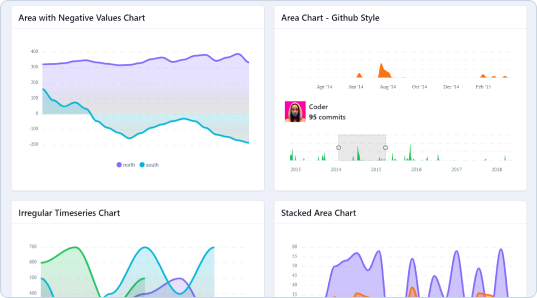 Area with Negative Values Chart
400
300
200
100
0
-100
-200
north south
Area Chart - Github Style
Apr '14 Jun '14 Aug '14 Oct '14 Dec '14 Feb '15
Coder
95 commits
2013 2014 2015 2016 2017 2018
Irregular Timeseries Chart
700
600
500
400
Stacked Area Chart
60
55
50
45
40
35